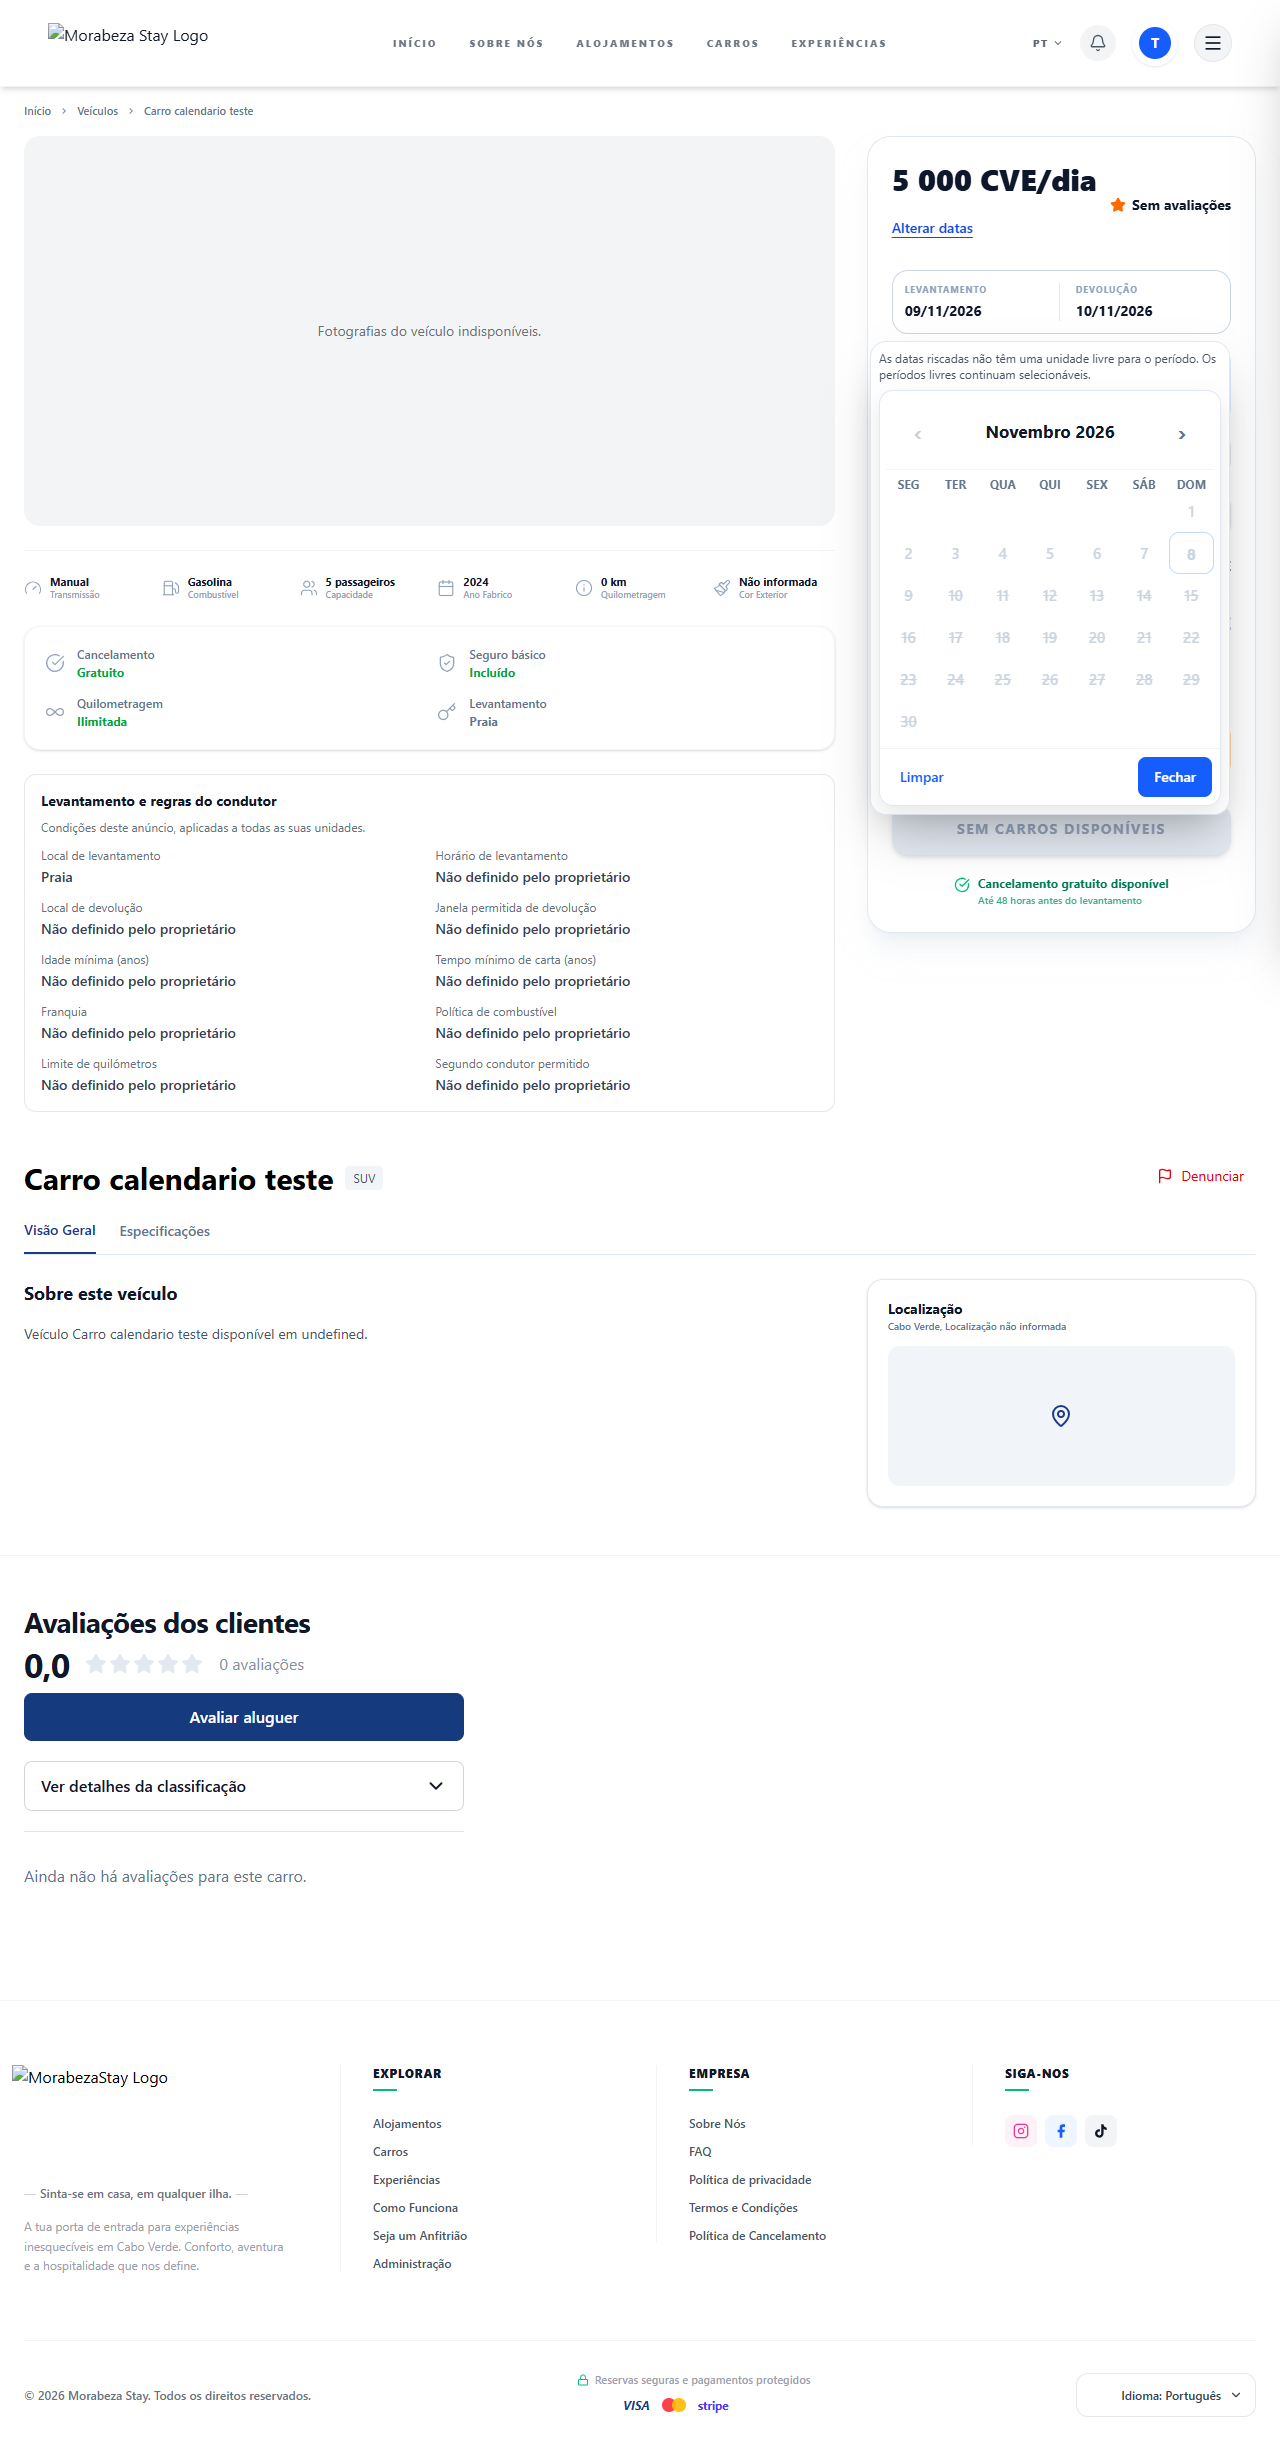 Morabeza Stay Logo
INÍCIO
SOBRE NÓS
ALOJAMENTOS
CARROS
EXPERIÊNCIAS
PT
T
Início > Veículos > Carro calendario teste
Fotografias do veículo indisponíveis.
5 000 CVE/dia
Sem avaliações
Alterar datas
LEVANTAMENTO
DEVOLUÇÃO
09/11/2026
10/11/2026
As datas riscadas não têm uma unidade livre para o período. Os
períodos livres continuam selecionáveis.
‹ Novembro 2026 ›
SEG TER QUA QUI SEX SÁB DOM
1
2 3 4 5 6 7 8
9 10 11 12 13 14 15
16 17 18 19 20 21 22
23 24 25 26 27 28 29
30
Limpar
Fechar
SEM CARROS DISPONÍVEIS
Cancelamento gratuito disponível
Até 48 horas antes do levantamento
Manual
Transmissão
Gasolina
Combustível
5 passageiros
Capacidade
2024
Ano Fabrico
0 km
Quilometragem
Não informada
Cor Exterior
Cancelamento
Gratuito
Seguro básico
Incluído
Quilometragem
Ilimitada
Levantamento
Praia
Levantamento e regras do condutor
Condições deste anúncio, aplicadas a todas as suas unidades.
Local de levantamento
Praia
Horário de levantamento
Não definido pelo proprietário
Local de devolução
Não definido pelo proprietário
Janela permitida de devolução
Não definido pelo proprietário
Idade mínima (anos)
Não definido pelo proprietário
Tempo mínimo de carta (anos)
Não definido pelo proprietário
Franquia
Não definido pelo proprietário
Política de combustível
Não definido pelo proprietário
Limite de quilómetros
Não definido pelo proprietário
Segundo condutor permitido
Não definido pelo proprietário
Carro calendario teste
SUV
Denunciar
Visão Geral
Especificações
Sobre este veículo
Veículo Carro calendario teste disponível em undefined.
Localização
Cabo Verde, Localização não informada
Avaliações dos clientes
0,0
0 avaliações
Avaliar aluguer
Ver detalhes da classificação
Ainda não há avaliações para este carro.
MorabezaStay Logo
— Sinta-se em casa, em qualquer ilha. —
A tua porta de entrada para experiências
inesquecíveis em Cabo Verde. Conforto, aventura
e a hospitalidade que nos define.
EXPLORAR
Alojamentos
Carros
Experiências
Como Funciona
Seja um Anfitrião
Administração
EMPRESA
Sobre Nós
FAQ
Política de privacidade
Termos e Condições
Política de Cancelamento
SIGA-NOS
© 2026 Morabeza Stay. Todos os direitos reservados.
Reservas seguras e pagamentos protegidos
VISA
stripe
Idioma: Português